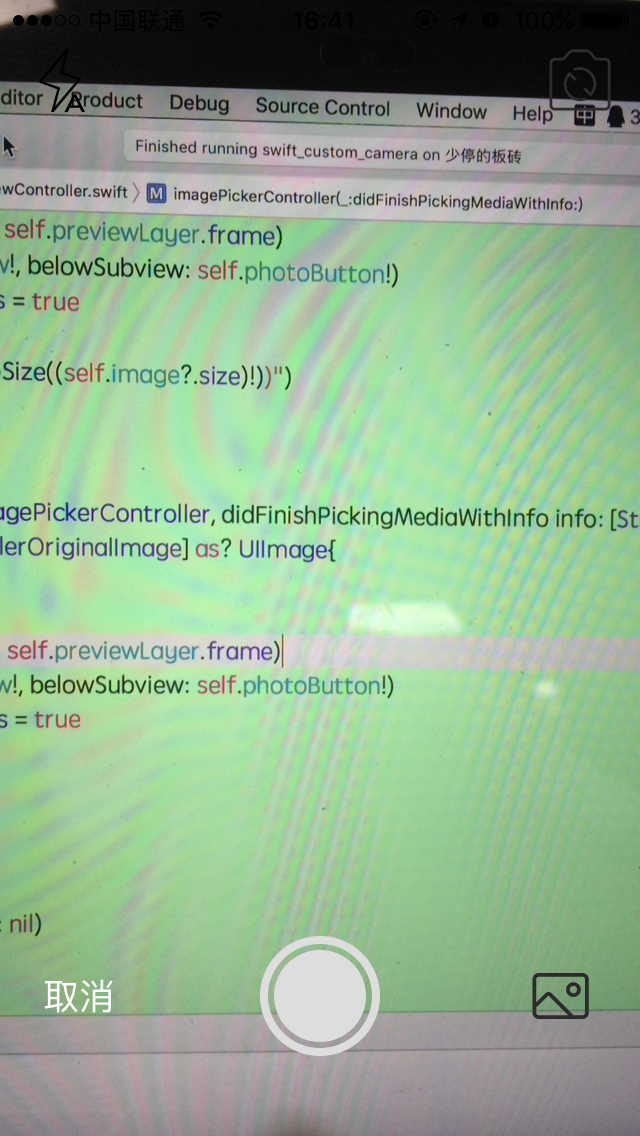 中国联通 16:41 100%
ditor Product Debug Source Control Window Help 3
A
Finished running swift_custom_camera on 少停的板砖
wController.swift 〉 M imagePickerController(_:didFinishPickingMediaWithInfo:)
self.previewLayer.frame)
w!, belowSubview: self.photoButton!)
s = true
Size((self.image?.size)!))")
agePickerController, didFinishPickingMediaWithInfo info: [St
lerOriginalImage] as? UIImage{
self.previewLayer.frame)
w!, belowSubview: self.photoButton!)
s = true
: nil)
取消